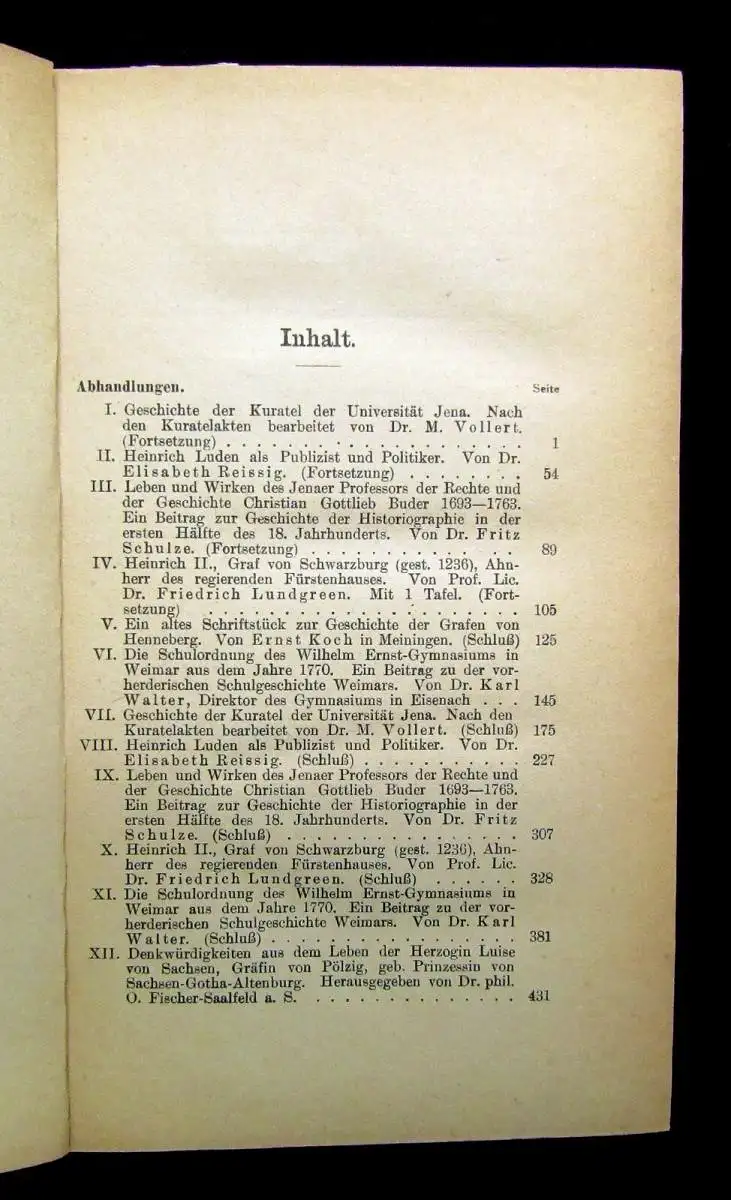 Inhalt.
Abhandlungen. Seite
I. Geschichte der Kuratel der Universität Jena. Nach
den Kuratelakten bearbeitet von Dr. M. Vollert.
(Fortsetzung) . . . . . . . . . . . . . . . . . . . . 1
II. Heinrich Luden als Publizist und Politiker. Von Dr.
Elisabeth Reissig. (Fortsetzung) . . . . . . . . 54
III. Leben und Wirken des Jenaer Professors der Rechte und
der Geschichte Christian Gottlieb Buder 1693—1763.
Ein Beitrag zur Geschichte der Historiographie in der
ersten Hälfte des 18. Jahrhunderts. Von Dr. Fritz
Schulze. (Fortsetzung) . . . . . . . . . . . . . . 89
IV. Heinrich II., Graf von Schwarzburg (gest. 1236), Ahn-
herr des regierenden Fürstenhauses. Von Prof. Lic.
Dr. Friedrich Lundgreen. Mit 1 Tafel. (Fort-
setzung) . . . . . . . . . . . . . . . . . . . . . 105
V. Ein altes Schriftstück zur Geschichte der Grafen von
Henneberg. Von Ernst Koch in Meiningen. (Schluß) 125
VI. Die Schulordnung des Wilhelm Ernst-Gymnasiums in
Weimar aus dem Jahre 1770. Ein Beitrag zu der vor-
herderischen Schulgeschichte Weimars. Von Dr. Karl
Walter, Direktor des Gymnasiums in Eisenach . . . 145
VII. Geschichte der Kuratel der Universität Jena. Nach den
Kuratelakten bearbeitet von Dr. M. Vollert. (Schluß) 175
VIII. Heinrich Luden als Publizist und Politiker. Von Dr.
Elisabeth Reissig. (Schluß) . . . . . . . . . . . 227
IX. Leben und Wirken des Jenaer Professors der Rechte und
der Geschichte Christian Gottlieb Buder 1693—1763.
Ein Beitrag zur Geschichte der Historiographie in der
ersten Hälfte des 18. Jahrhunderts. Von Dr. Fritz
Schulze. (Schluß) . . . . . . . . . . . . . . . . 307
X. Heinrich II., Graf von Schwarzburg (gest. 1236), Ahn-
herr des regierenden Fürstenhauses. Von Prof. Lic.
Dr. Friedrich Lundgreen. (Schluß) . . . . . . 328
XI. Die Schulordnung des Wilhelm Ernst-Gymnasiums in
Weimar aus dem Jahre 1770. Ein Beitrag zu der vor-
herderischen Schulgeschichte Weimars. Von Dr. Karl
Walter. (Schluß) . . . . . . . . . . . . . . . . . 381
XII. Denkwürdigkeiten aus dem Leben der Herzogin Luise
von Sachsen, Gräfin von Pölzig, geb. Prinzessin von
Sachsen-Gotha-Altenburg. Herausgegeben von Dr. phil.
O. Fischer-Saalfeld a. S. . . . . . . . . . . . . . . 431